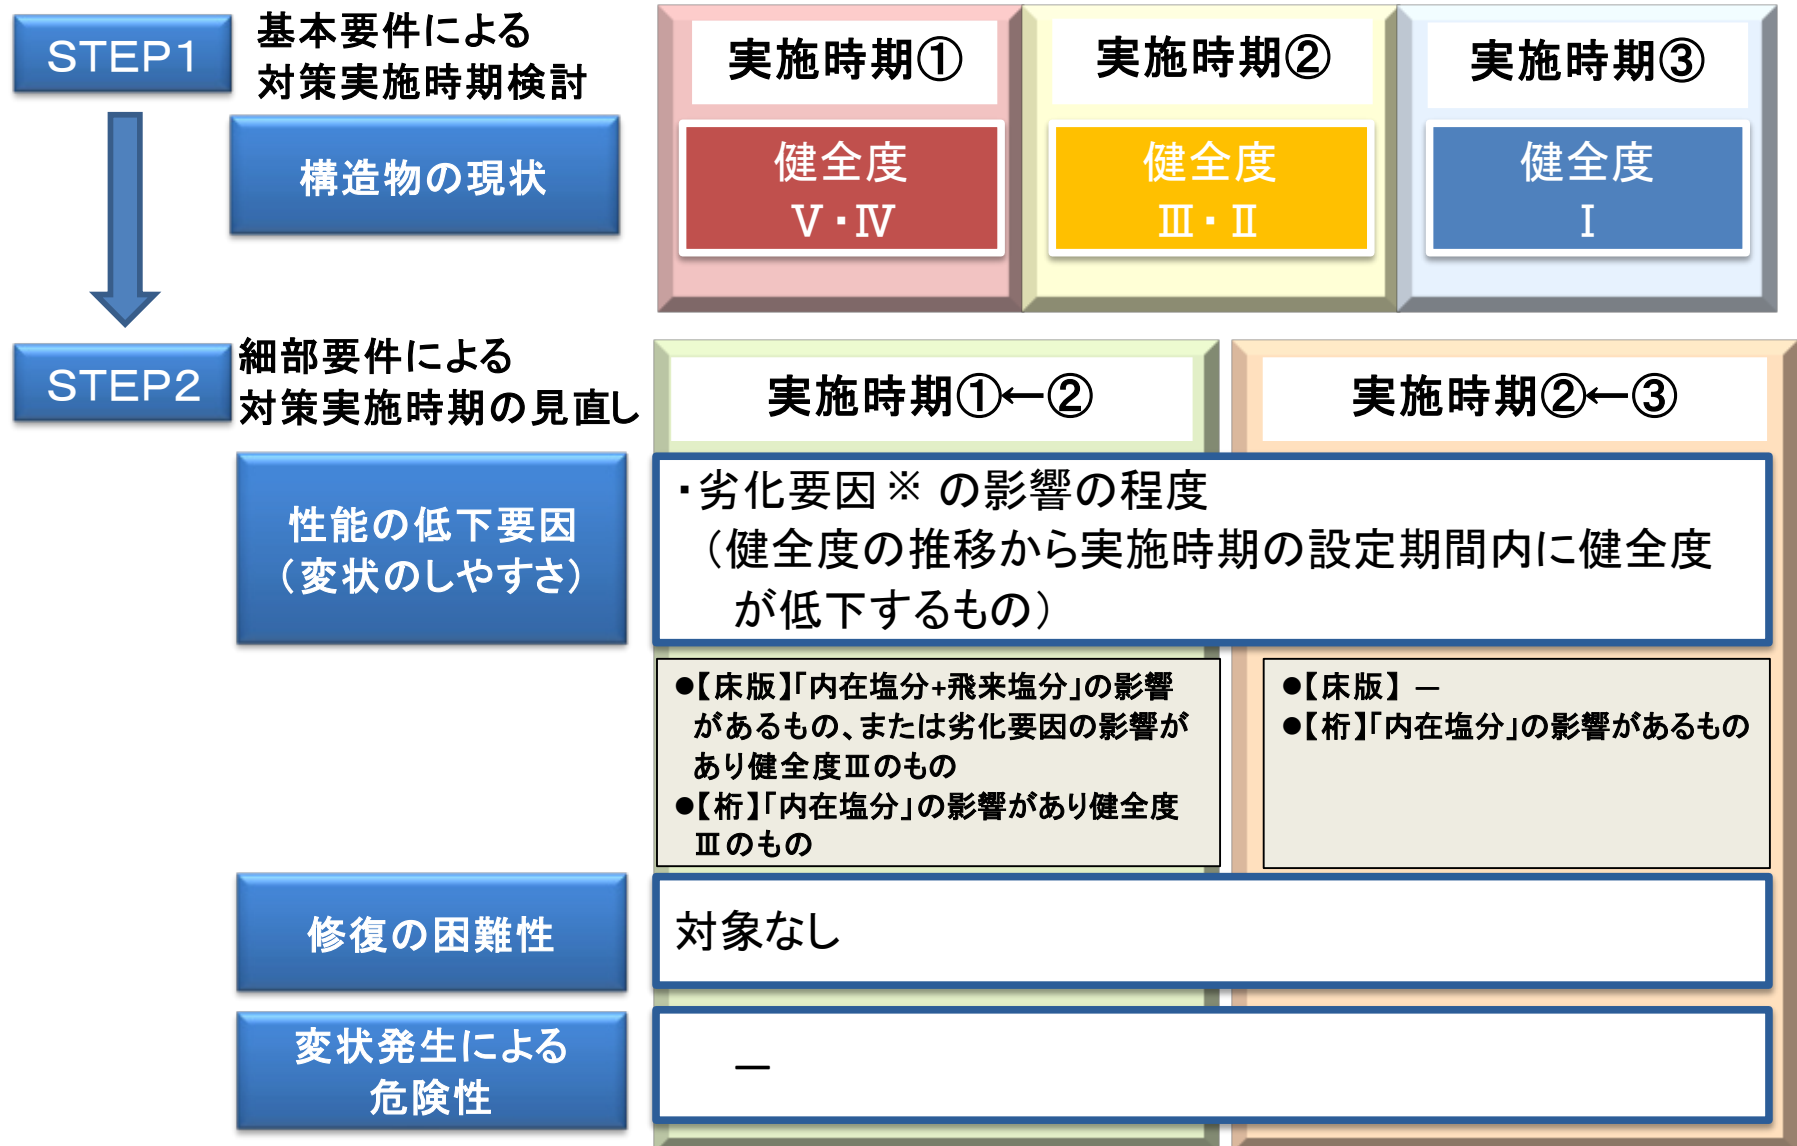 STEP1
基本要件による
対策実施時期検討
構造物の現状
実施時期①
健全度
Ⅴ・Ⅳ
実施時期②
健全度
Ⅲ・Ⅱ
実施時期③
健全度
Ⅰ
STEP2
細部要件による
対策実施時期の見直し
実施時期①←②
実施時期②←③
性能の低下要因
（変状のしやすさ）
・劣化要因※の影響の程度
（健全度の推移から実施時期の設定期間内に健全度
が低下するもの）
●【床版】「内在塩分+飛来塩分」の影響
があるもの、または劣化要因の影響が
あり健全度Ⅲのもの
●【桁】「内在塩分」の影響があり健全度
Ⅲのもの
●【床版】 －
●【桁】「内在塩分」の影響があるもの
修復の困難性
対象なし
変状発生による
危険性
－